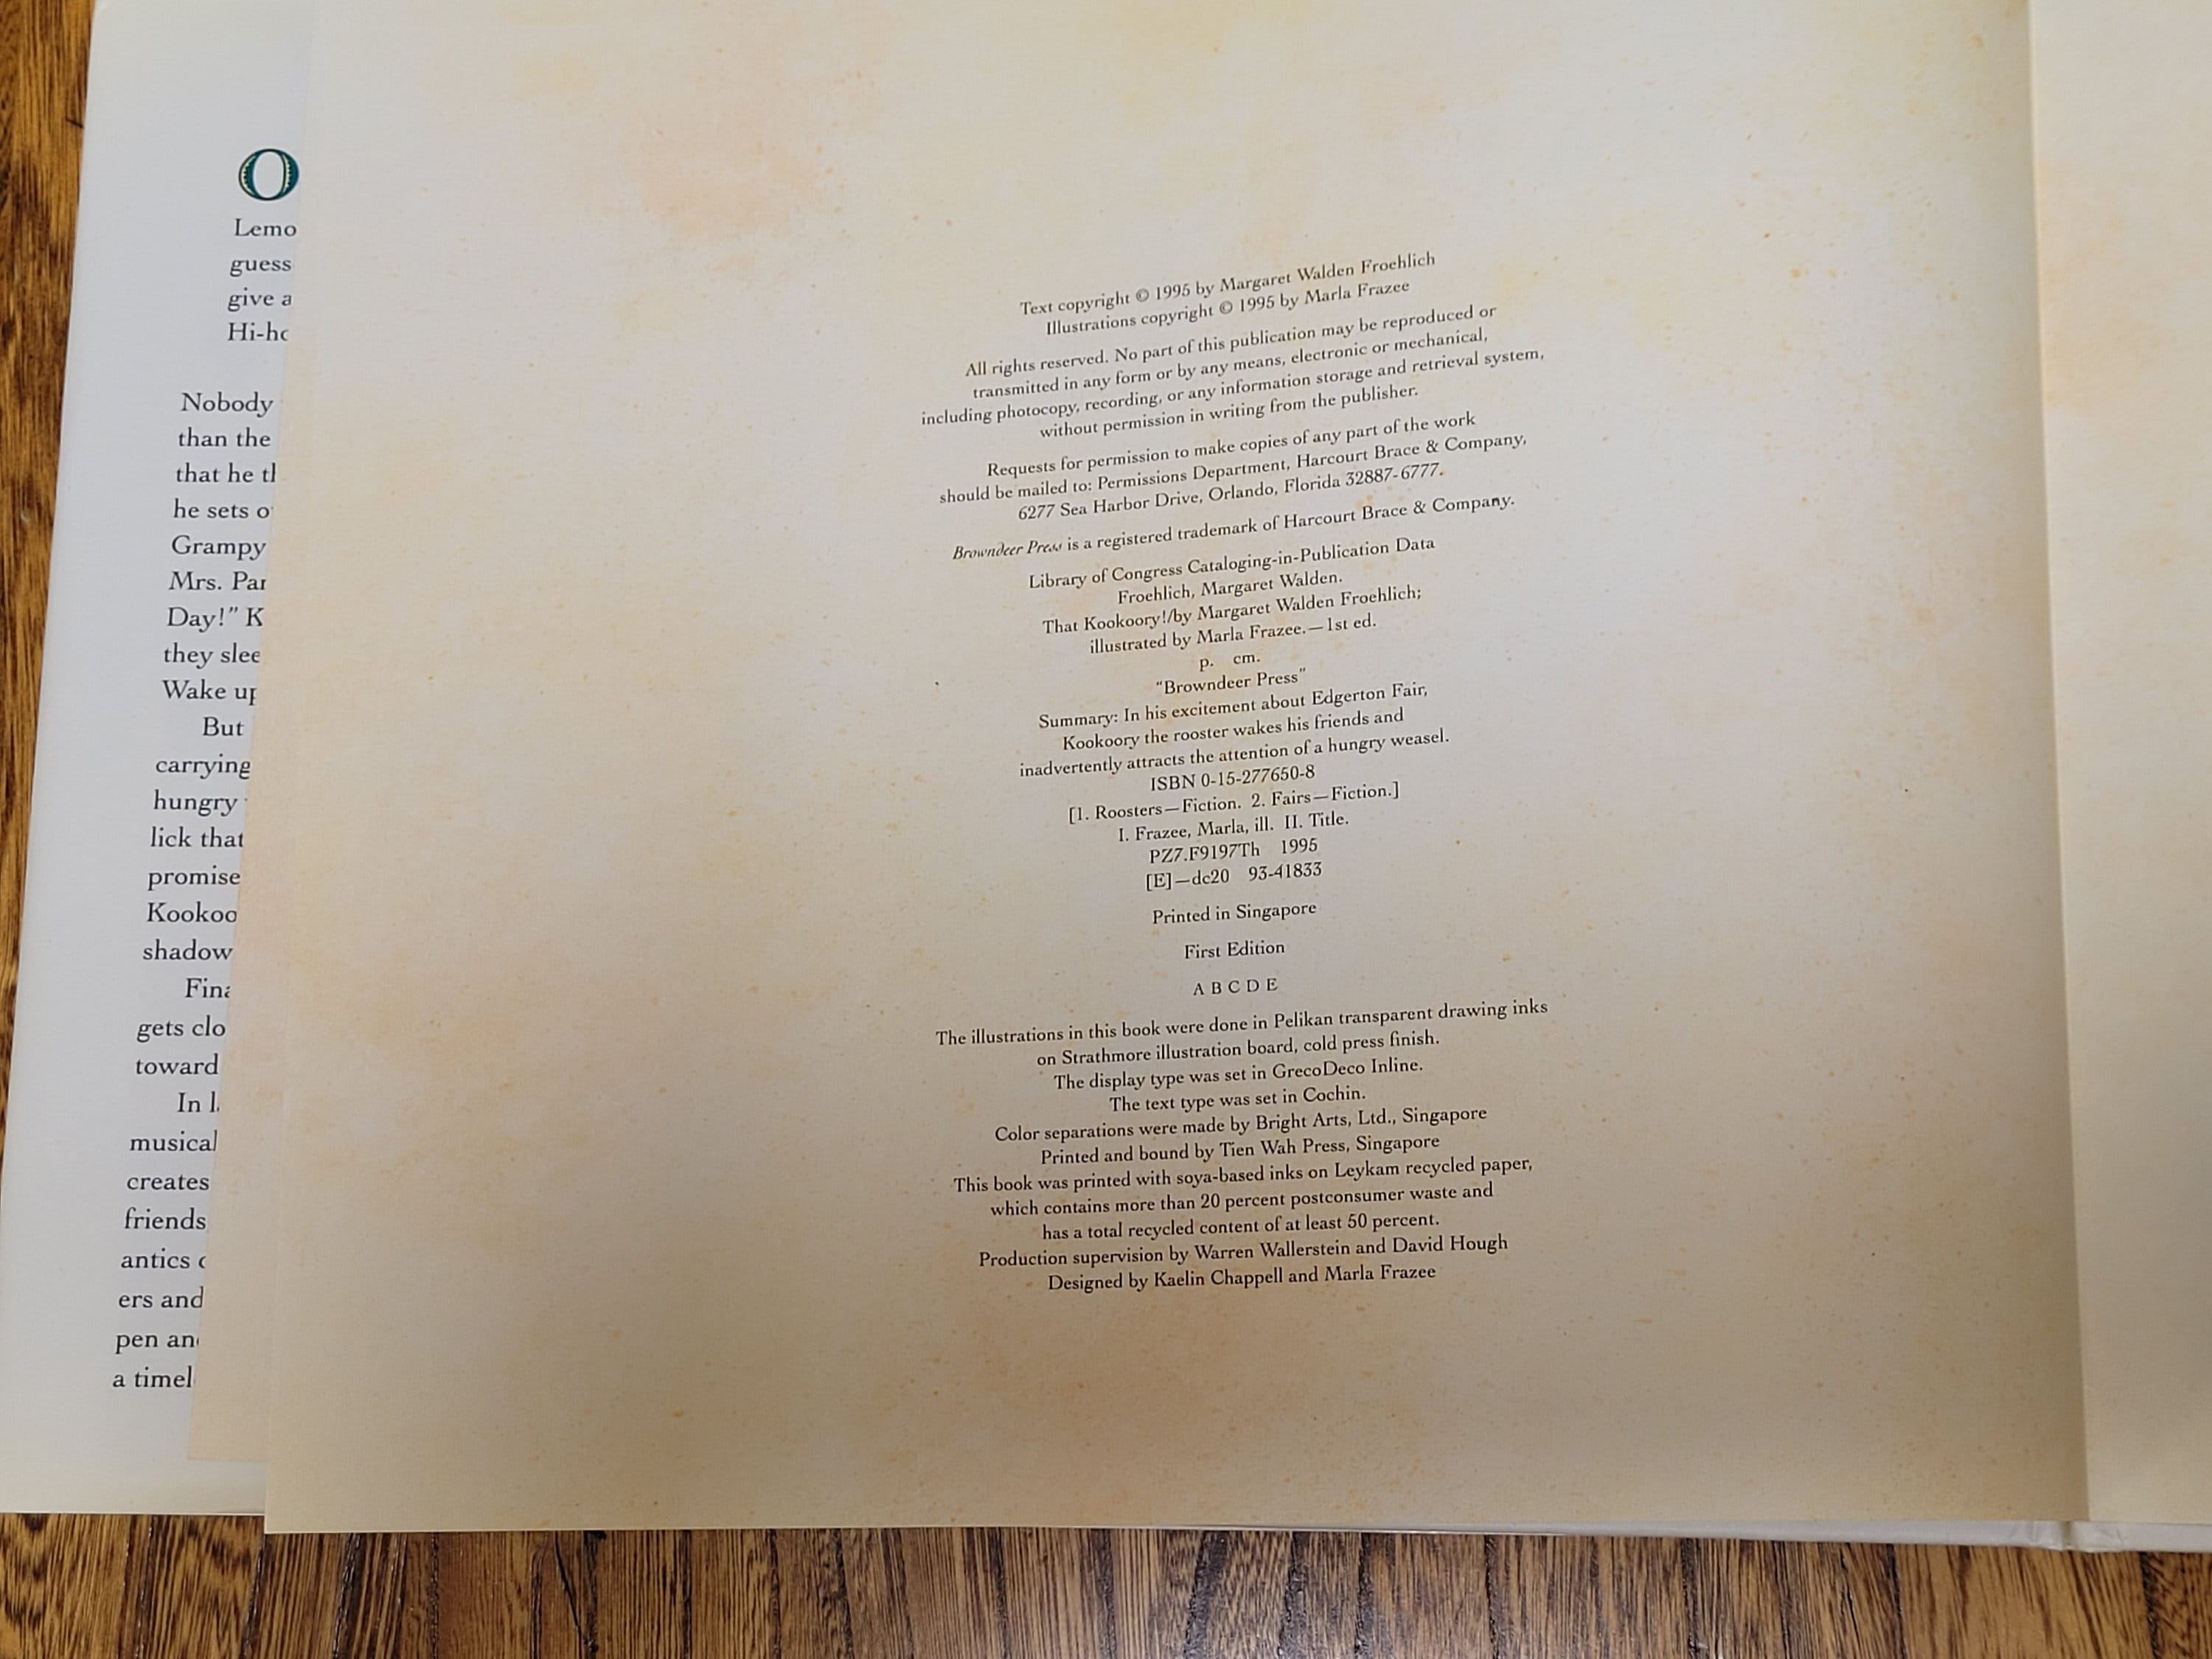 O
Lemo
guess
give a
Hi-ho
Nobody
than the
that he th
he sets o
Grampy
Mrs. Par
Day!" K
they slee
Wake up
But
carrying
hungry
lick that
promise
Kookoo
shadow
Fina
gets clo
toward
In l
musical
creates
friends
antics
ers and
pen an
a timel
Text copyright © 1995 by Margaret Walden Froehlich
Illustrations copyright © 1995 by Marla Frazee
All rights reserved. No part of this publication may be reproduced or
transmitted in any form or by any means, electronic or mechanical,
including photocopy, recording, or any information storage and retrieval system,
without permission in writing from the publisher.
Requests for permission to make copies of any part of the work
should be mailed to: Permissions Department, Harcourt Brace & Company,
6277 Sea Harbor Drive, Orlando, Florida 32887-6777.
Browndeer Press is a registered trademark of Harcourt Brace & Company.
Library of Congress Cataloging-in-Publication Data
Froehlich, Margaret Walden.
That Kookoory!/by Margaret Walden Froehlich;
illustrated by Marla Frazee.—1st ed.
p. cm.
"Browndeer Press"
Summary: In his excitement about Edgerton Fair,
Kookoory the rooster wakes his friends and
inadvertently attracts the attention of a hungry weasel.
ISBN 0-15-277650-8
[1. Roosters—Fiction. 2. Fairs—Fiction.]
I. Frazee, Marla, ill. II. Title.
PZ7.F9197Th 1995
[E]—dc20 93-41833
Printed in Singapore
First Edition
A B C D E
The illustrations in this book were done in Pelikan transparent drawing inks
on Strathmore illustration board, cold press finish.
The display type was set in GrecoDeco Inline.
The text type was set in Cochin.
Color separations were made by Bright Arts, Ltd., Singapore
Printed and bound by Tien Wah Press, Singapore
This book was printed with soya-based inks on Leykam recycled paper,
which contains more than 20 percent postconsumer waste and
has a total recycled content of at least 50 percent.
Production supervision by Warren Wallerstein and David Hough
Designed by Kaelin Chappell and Marla Frazee